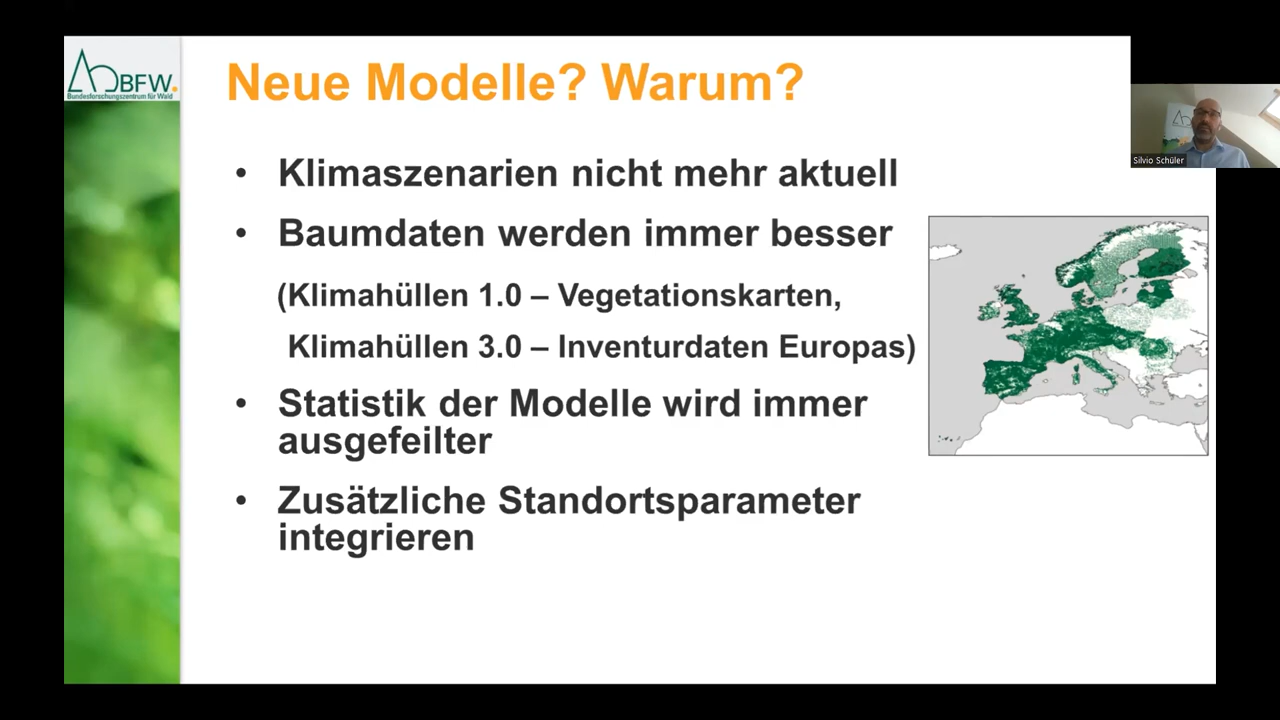 BFW.
Bundesforschungszentrum für Wald
Neue Modelle? Warum?
Silvio Schüler
• Klimaszenarien nicht mehr aktuell
• Baumdaten werden immer besser
(Klimahüllen 1.0 – Vegetationskarten,
Klimahüllen 3.0 – Inventurdaten Europas)
• Statistik der Modelle wird immer
ausgefeilter
• Zusätzliche Standortsparameter
integrieren